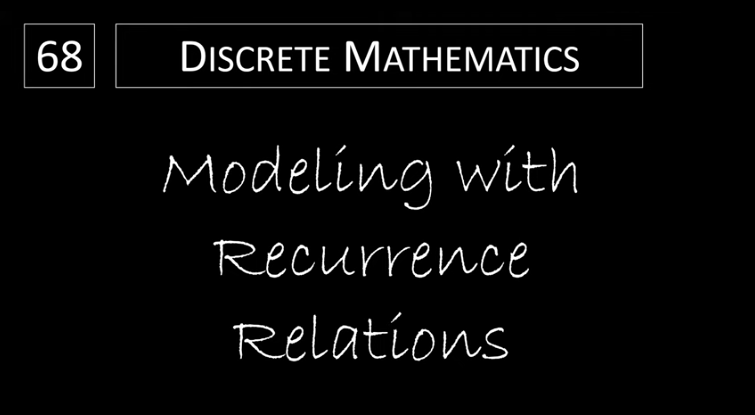 68
DISCRETE MATHEMATICS
Modeling with
Recurrence
Relations